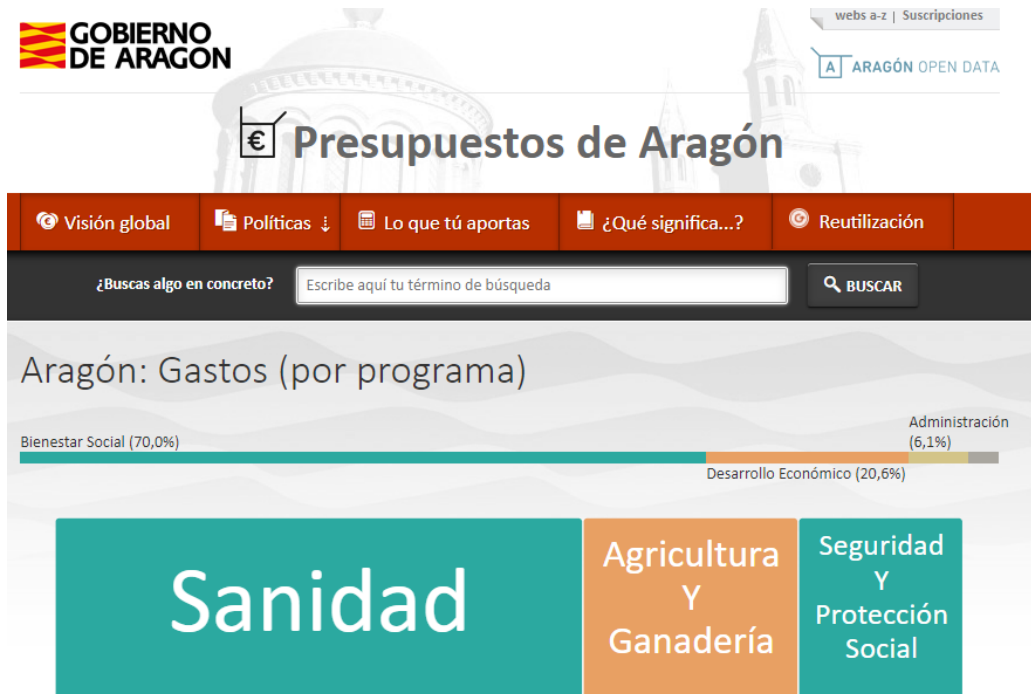 GOBIERNO
DE ARAGON
webs a-z | Suscripciones
A ARAGÓN OPEN DATA
€ Presupuestos de Aragón
Visión global
Políticas ↓
Lo que tú aportas
¿Qué significa...?
Reutilización
¿Buscas algo en concreto?
Escribe aquí tu término de búsqueda
BUSCAR
Aragón: Gastos (por programa)
Administración
(6,1%)
Bienestar Social (70,0%)
Desarrollo Económico (20,6%)
Sanidad
Agricultura
Y
Ganadería
Seguridad
Y
Protección
Social